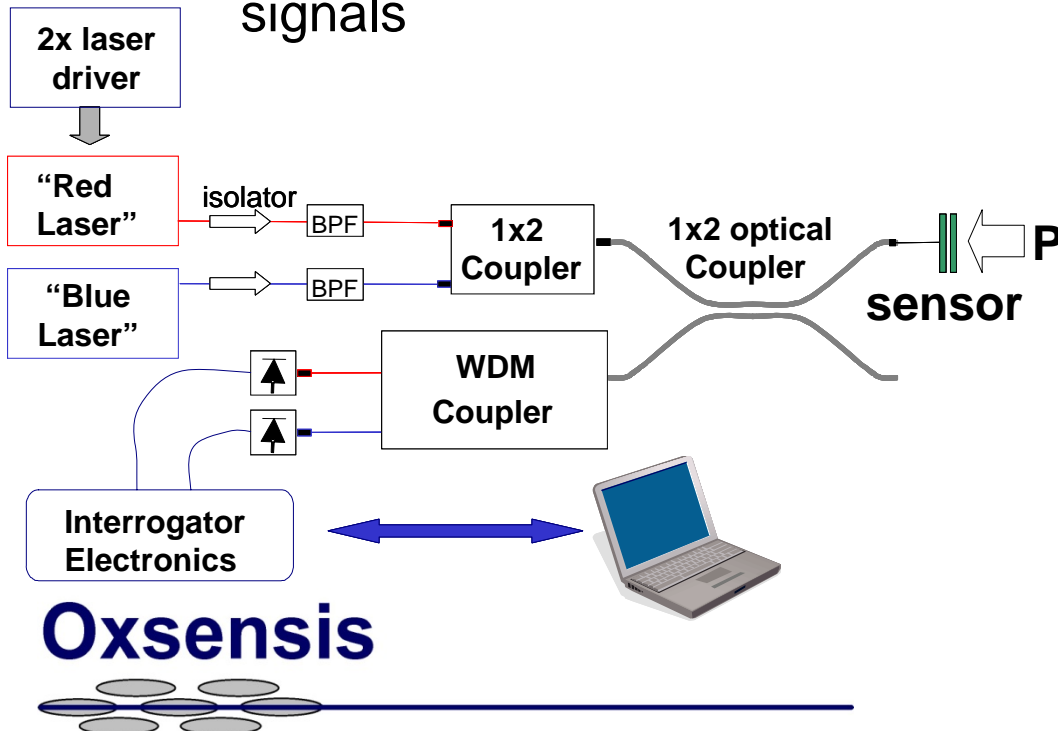 signals
2x laser
driver
“Red
Laser”
isolator
BPF
1x2
Coupler
1x2 optical
Coupler
P
sensor
“Blue
Laser”
BPF
WDM
Coupler
Interrogator
Electronics
Oxsensis